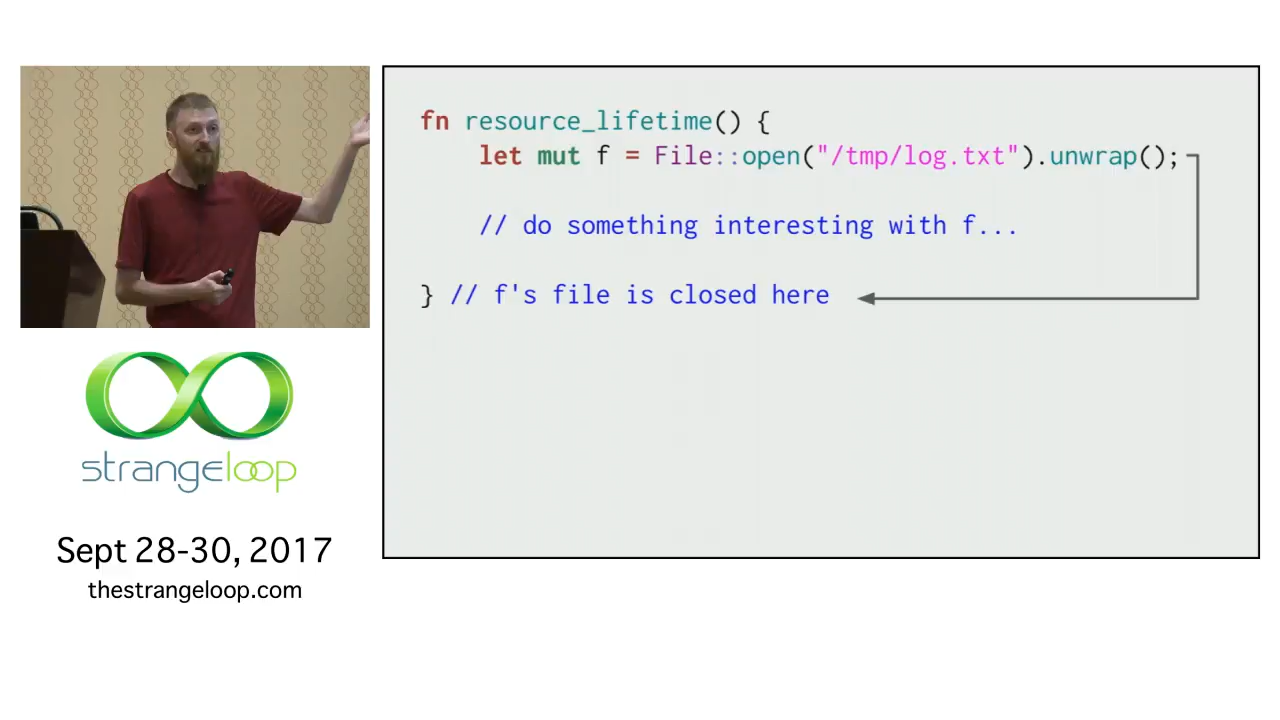 fn resource_lifetime() {
let mut f = File::open("/tmp/log.txt").unwrap();
// do something interesting with f...
} // f's file is closed here
strangeloop
Sept 28-30, 2017
thestrangeloop.com